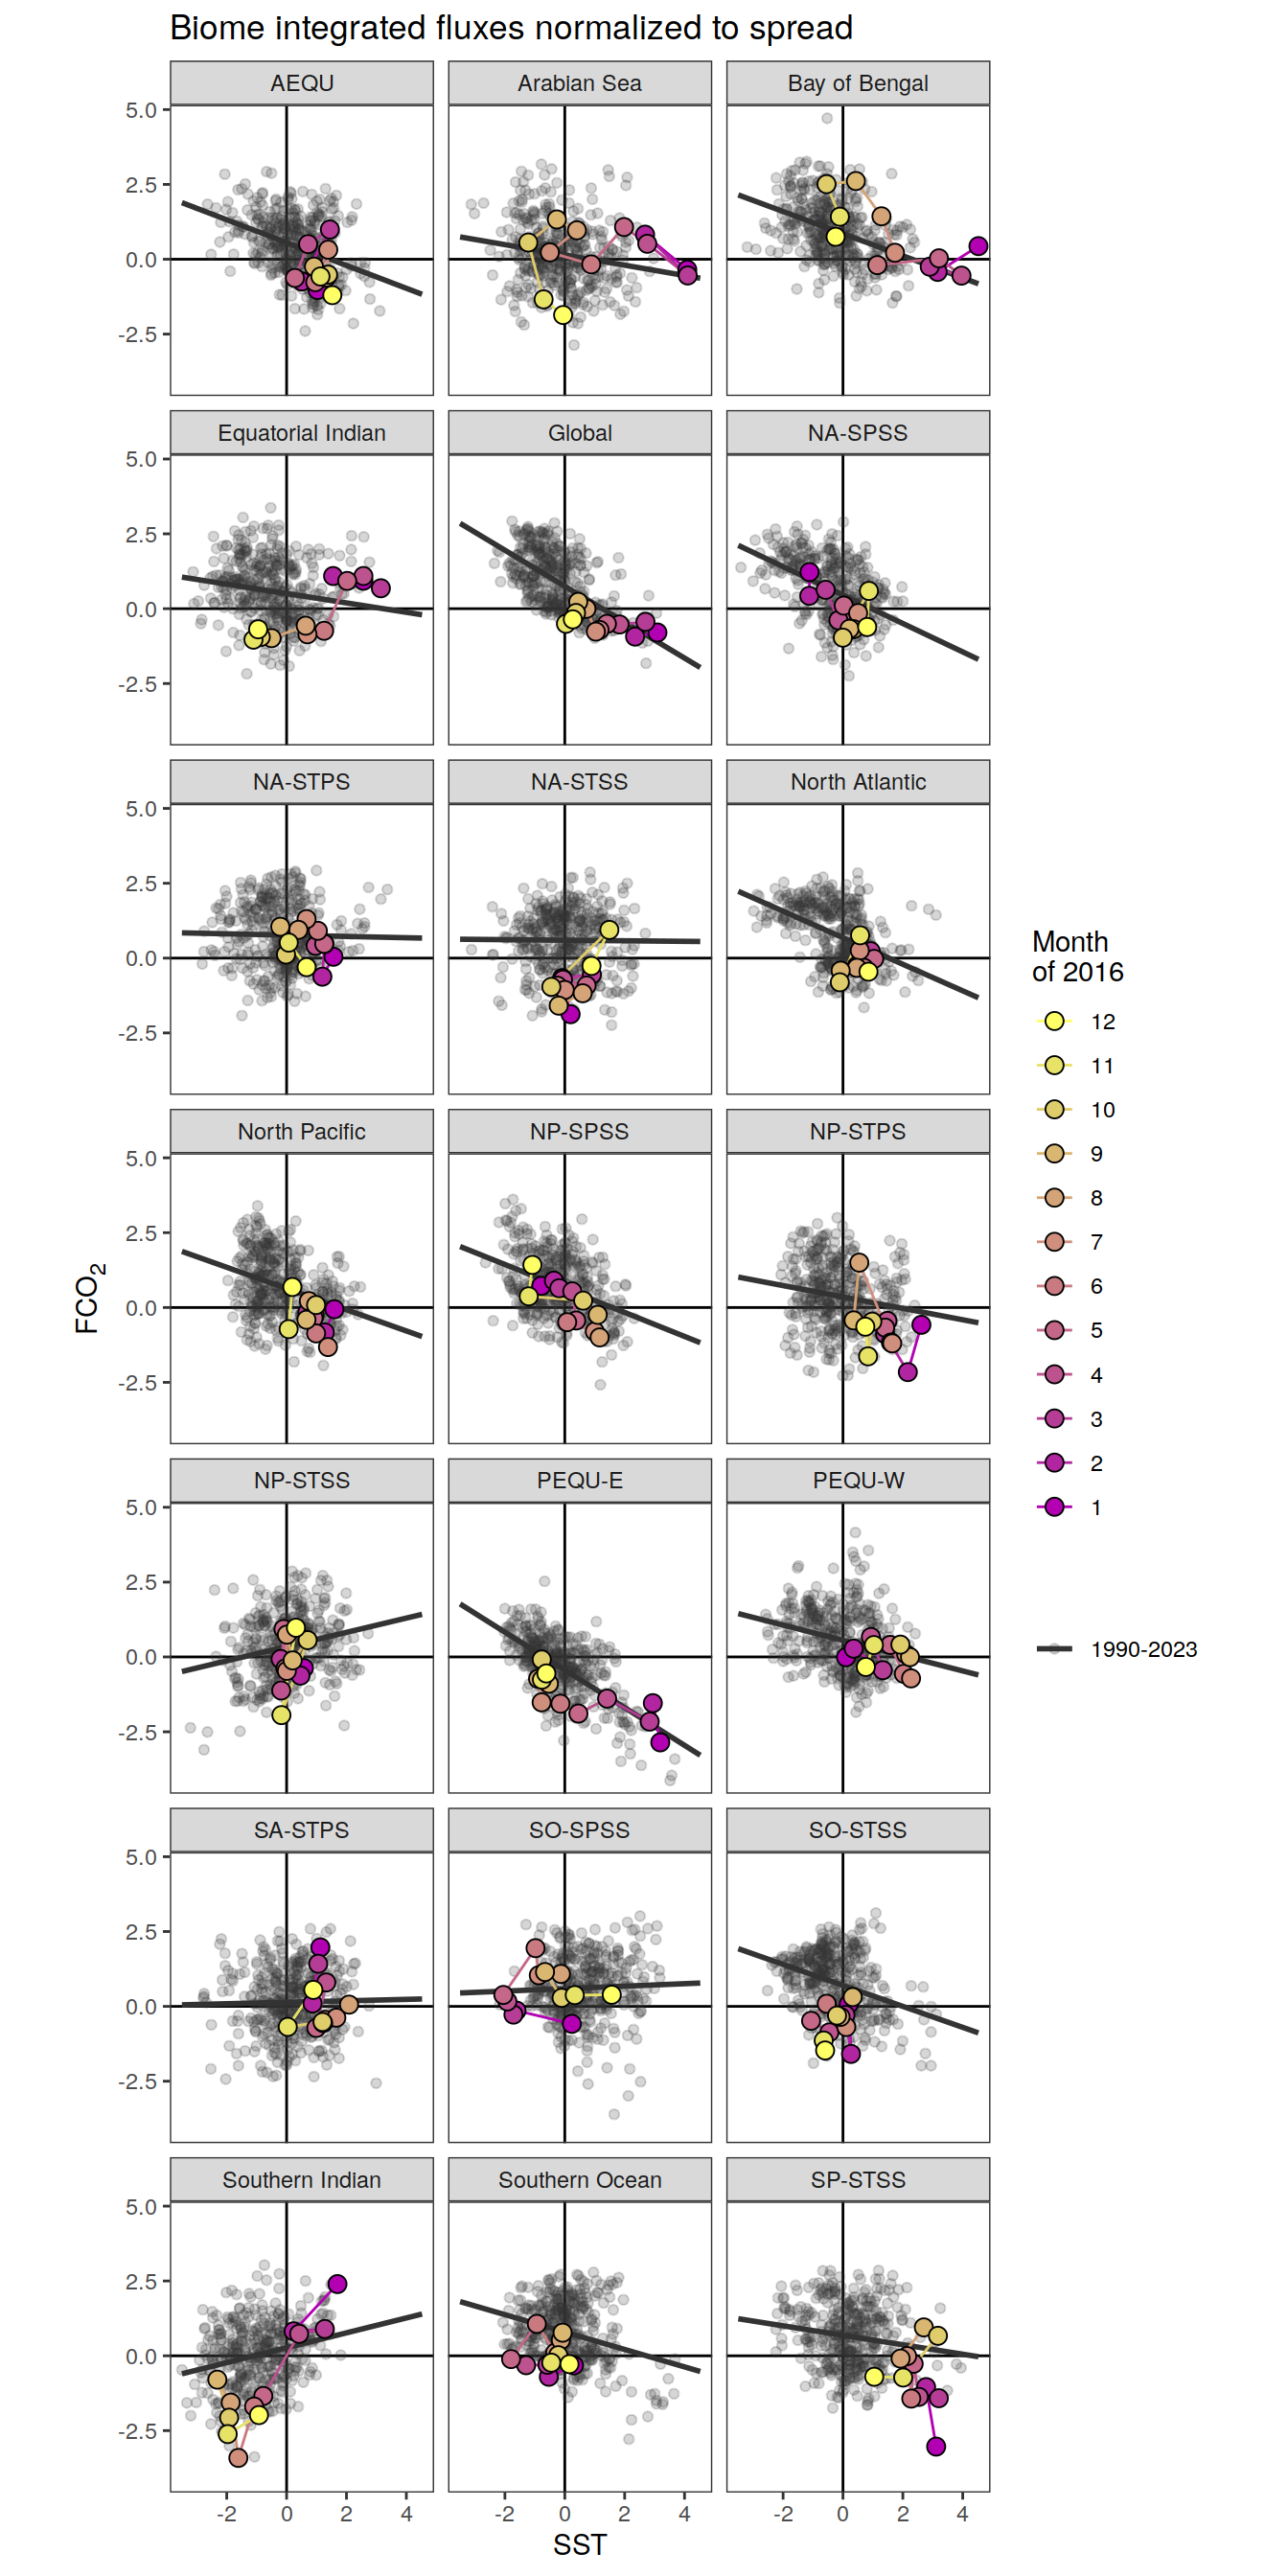 Biome integrated fluxes normalized to spread
AEQU
Arabian Sea
Bay of Bengal
5.0
2.5
0.0
-2.5
Equatorial Indian
Global
NA-SPSS
5.0
2.5
0.0
-2.5
NA-STPS
NA-STSS
North Atlantic
5.0
2.5
0.0
-2.5
North Pacific
NP-SPSS
NP-STPS
5.0
2.5
0.0
-2.5
NP-STSS
PEQU-E
PEQU-W
5.0
2.5
0.0
-2.5
SA-STPS
SO-SPSS
SO-STSS
5.0
2.5
0.0
-2.5
Southern Indian
Southern Ocean
SP-STSS
5.0
2.5
0.0
-2.5
-2 0 2 4
-2 0 2 4
-2 0 2 4
SST
FCO₂
Month
of 2016
12
11
10
9
8
7
6
5
4
3
2
1
1990-2023